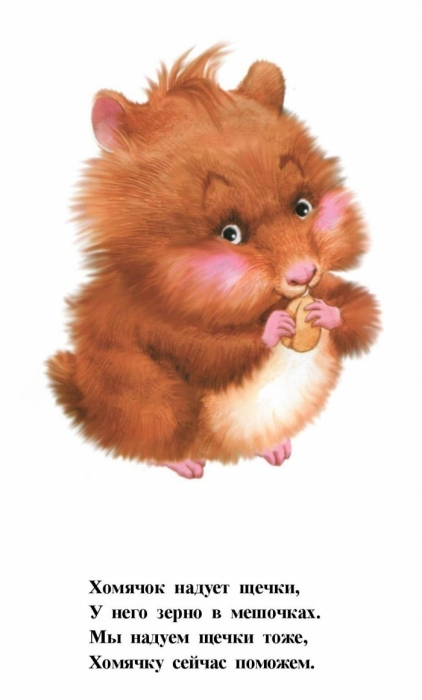 Хомячок надует щечки,
У него зерно в мешочках.
Мы надуем щечки тоже,
Хомячку сейчас поможем.